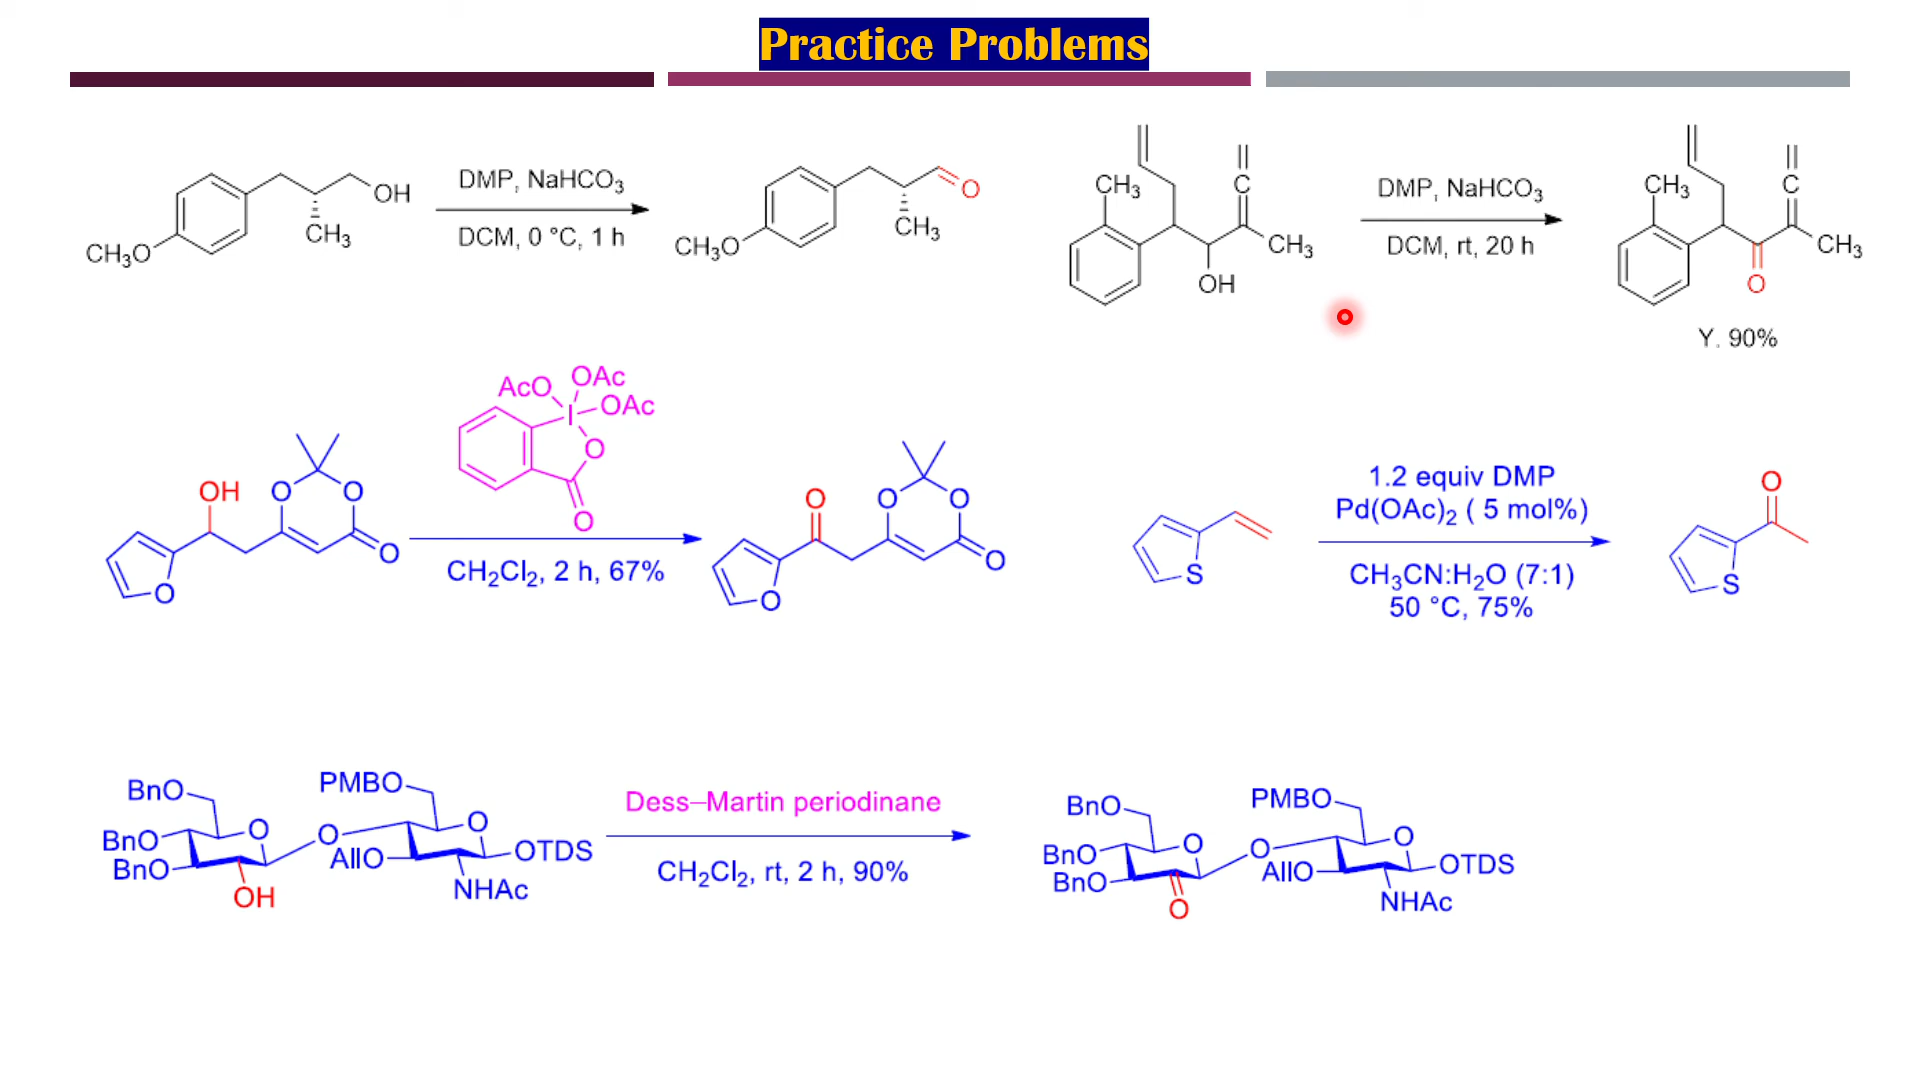 Practice Problems
OH
CH₃
CH₃O
DMP, NaHCO₃
DCM, 0 °C, 1 h
O
CH₃
CH₃O
CH₃
C
CH₃
OH
DMP, NaHCO₃
DCM, rt, 20 h
CH₃
C
CH₃
O
Y. 90%
OH
O
O
O
O
AcO
OAc
OAc
I
O
O
CH₂Cl₂, 2 h, 67%
O
O
O
O
O
S
1.2 equiv DMP
Pd(OAc)₂ ( 5 mol%)
CH₃CN:H₂O (7:1)
50 °C, 75%
O
S
BnO
BnO
BnO
O
OH
O
PMBO
AllO
O
OTDS
NHAc
Dess–Martin periodinane
CH₂Cl₂, rt, 2 h, 90%
BnO
BnO
BnO
O
O
O
PMBO
AllO
O
OTDS
NHAc